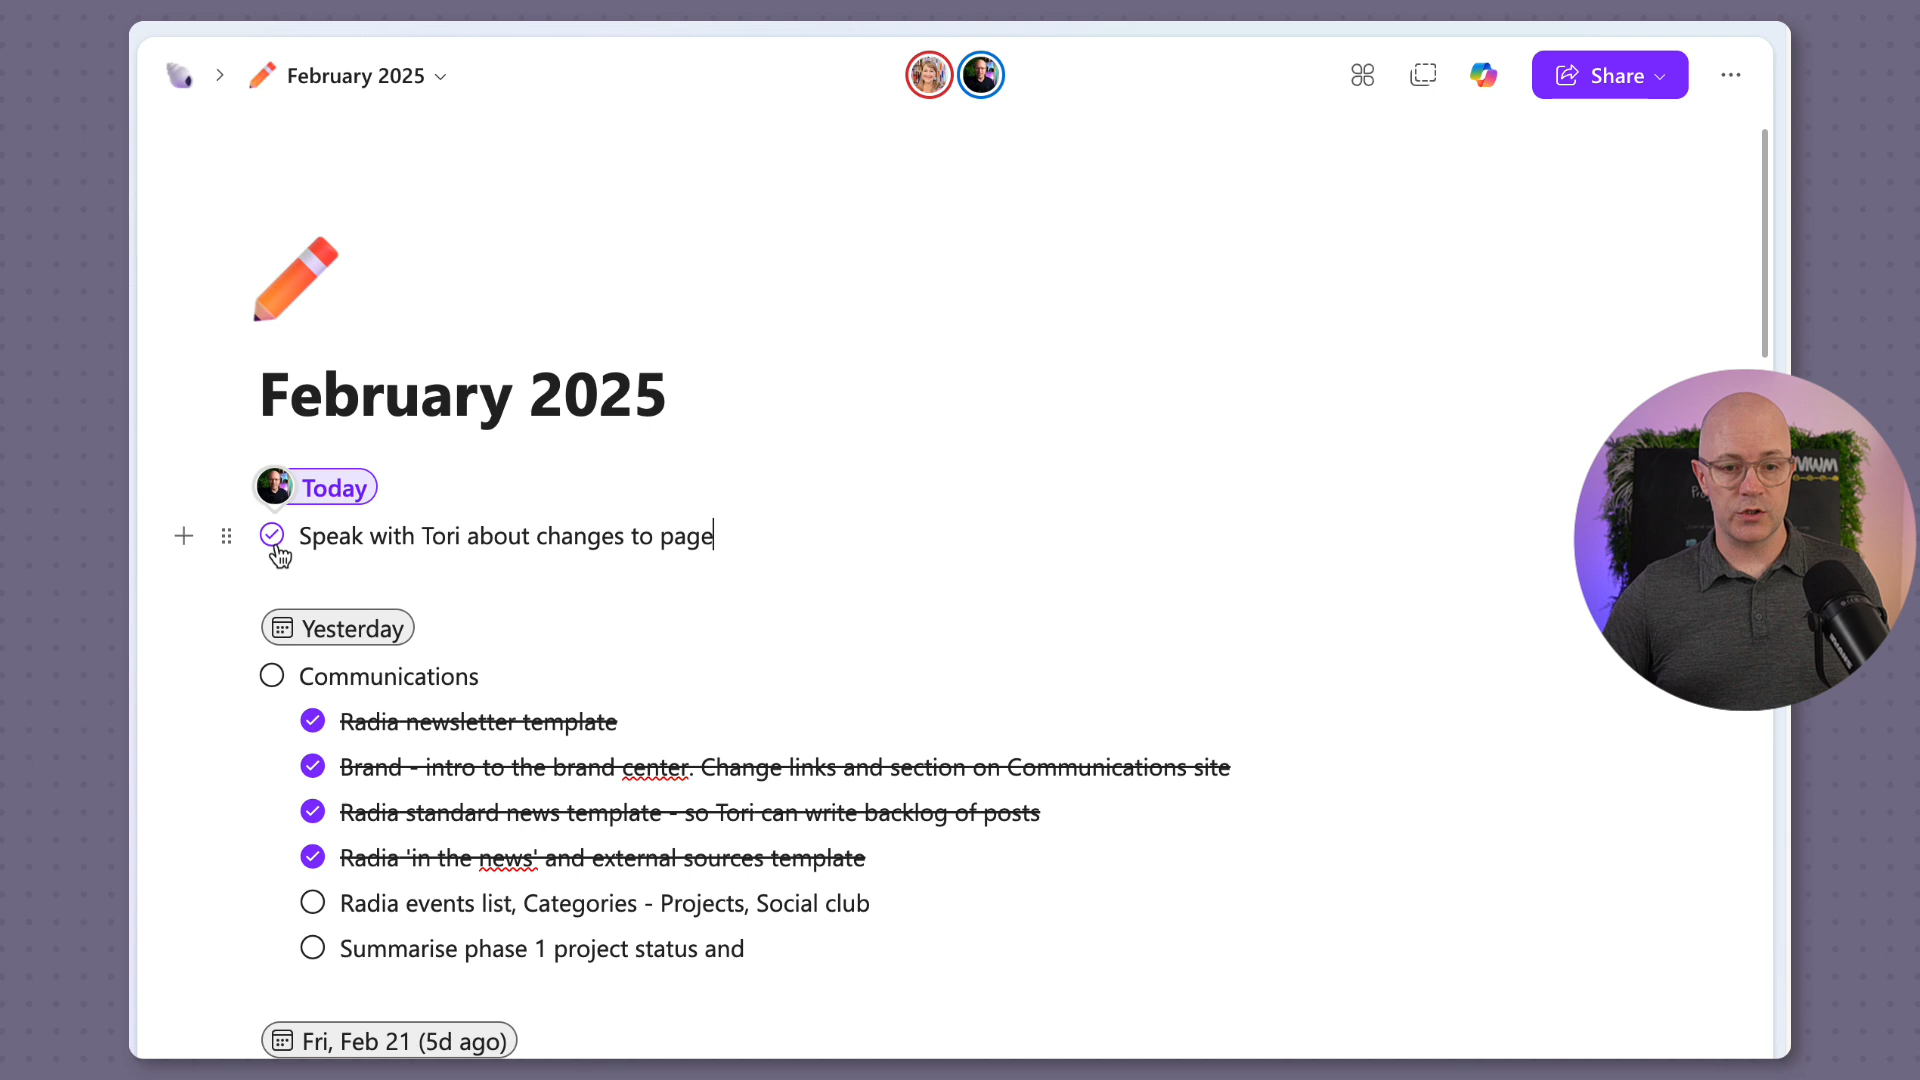 February 2025
Share
February 2025
Today
Speak with Tori about changes to page
Yesterday
Communications
Radia newsletter template
Brand - intro to the brand center. Change links and section on Communications site
Radia standard news template - so Tori can write backlog of posts
Radia 'in the news' and external sources template
Radia events list, Categories - Projects, Social club
Summarise phase 1 project status and
Fri, Feb 21 (5d ago)
MWM